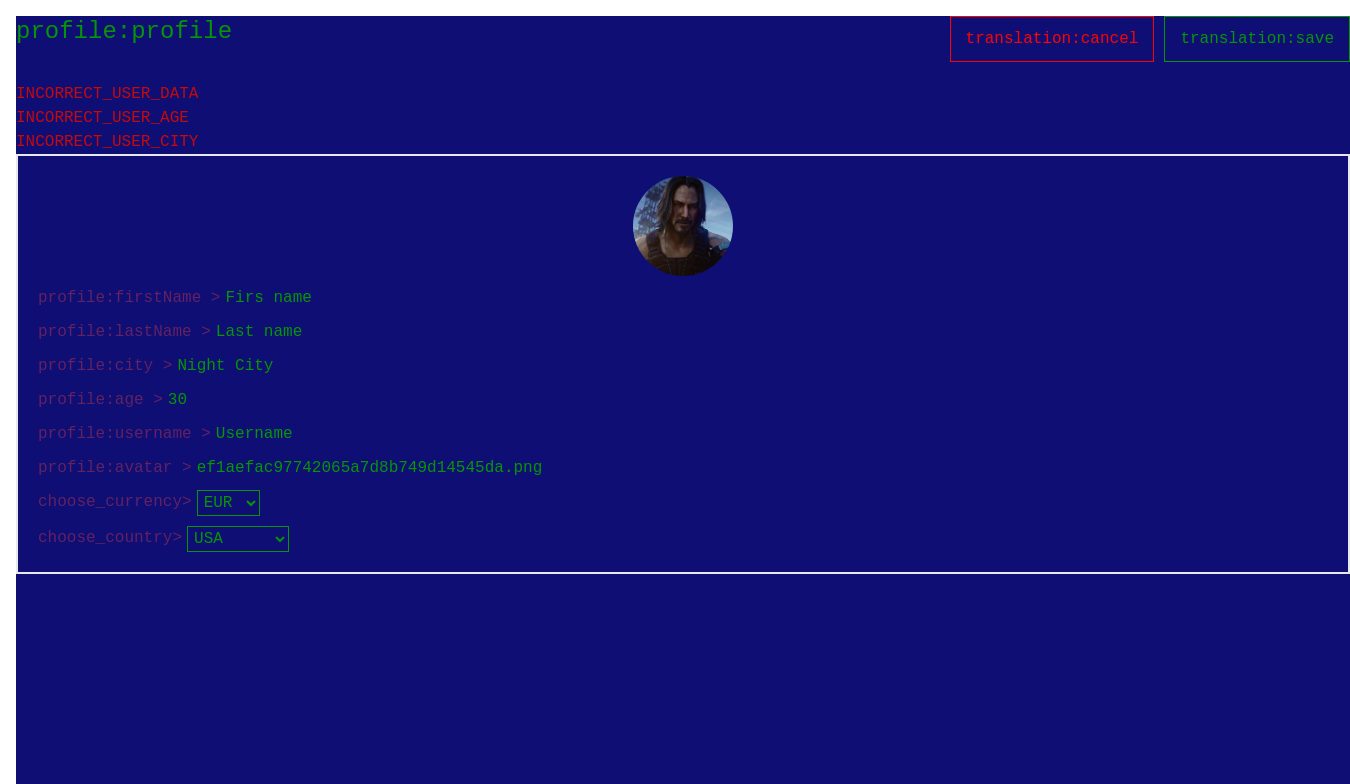 profile:profile
translation:cancel
translation:save
INCORRECT_USER_DATA
INCORRECT_USER_AGE
INCORRECT_USER_CITY
profile:firstName > Firs name
profile:lastName > Last name
profile:city > Night City
profile:age > 30
profile:username > Username
profile:avatar > ef1aefac97742065a7d8b749d14545da.png
choose_currency> EUR
choose_country> USA